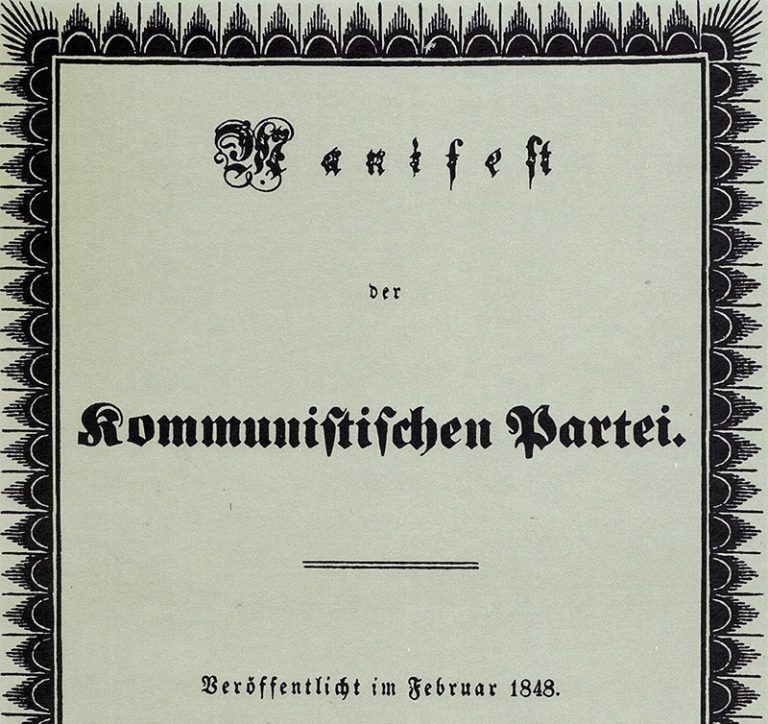 Manifest
der
Kommunistischen Partei.
Veröffentlicht im Februar 1848.